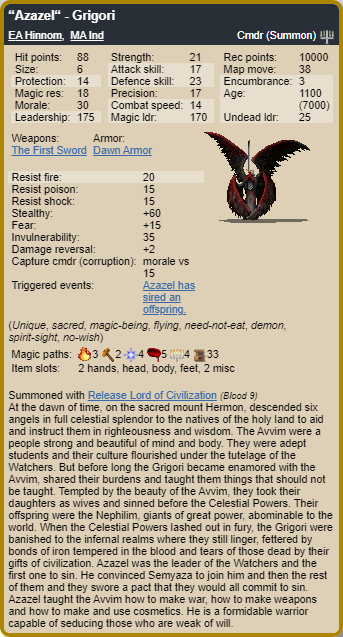 “Azazel“ - Grigori
EA Hinnom, MA Ind Cmdr (Summon)
Hit points: 88 Strength: 21 Rec points: 10000
Size: 6 Attack skill: 17 Map move: 38
Protection: 14 Defence skill: 23 Encumbrance: 3
Magic res: 18 Precision: 17 Age: 1100
Morale: 30 Combat speed: 14 (7000)
Leadership: 175 Magic ldr: 170 Undead ldr: 25
Weapons: Armor:
The First Sword Dawn Armor
Resist fire: 20
Resist poison: 15
Resist shock: 15
Stealthy: +60
Fear: +15
Invulnerability: 35
Damage reversal: +2
Capture cmdr (corruption): morale vs
15
Triggered events: Azazel has
sired an
offspring.
(Unique, sacred, magic-being, flying, need-not-eat, demon,
spirit-sight, no-wish)
Magic paths: 3 2 4 5 4 33
Item slots: 2 hands, head, body, feet, 2 misc
Summoned with Release Lord of Civilization (Blood 9)
At the dawn of time, on the sacred mount Hermon, descended six
angels in full celestial splendor to the natives of the holy land to aid
and instruct them in righteousness and wisdom. The Avvim were a
people strong and beautiful of mind and body. They were adept
students and their culture flourished under the tutelage of the
Watchers. But before long the Grigori became enamored with the
Avvim, shared their burdens and taught them things that should not
be taught. Tempted by the beauty of the Avvim, they took their
daughters as wives and sinned before the Celestial Powers. Their
offspring were the Nephilim, giants of great power, abominable to the
world. When the Celestial Powers lashed out in fury, the Grigori were
banished to the infernal realms where they still linger, fettered by
bonds of iron tempered in the blood and tears of those dead by their
gifts of civilization. Azazel was the leader of the Watchers and the
first one to sin. He convinced Semyaza to join him and then the rest
of them and they swore a pact that they would all commit to sin.
Azazel taught the Avvim how to make war, how to make weapons
and how to make and use cosmetics. He is a formidable warrior
capable of seducing those who are weak of will.